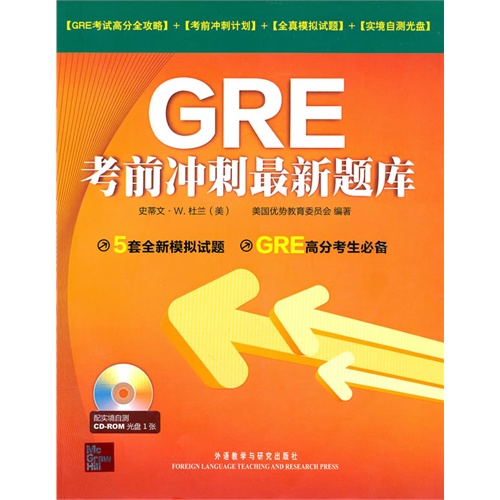 【GRE考试高分全攻略】+【考前冲刺计划】+【全真模拟试题】+【实境自测光盘】
GRE
考前冲刺最新题库
史蒂文·W. 杜兰（美） 美国优势教育委员会 编著
5套全新模拟试题 GRE高分考生必备
配实境自测
CD-ROM 光盘1张
Mc
Graw
Hill
外语教学与研究出版社
FOREIGN LANGUAGE TEACHING AND RESEARCH PRESS